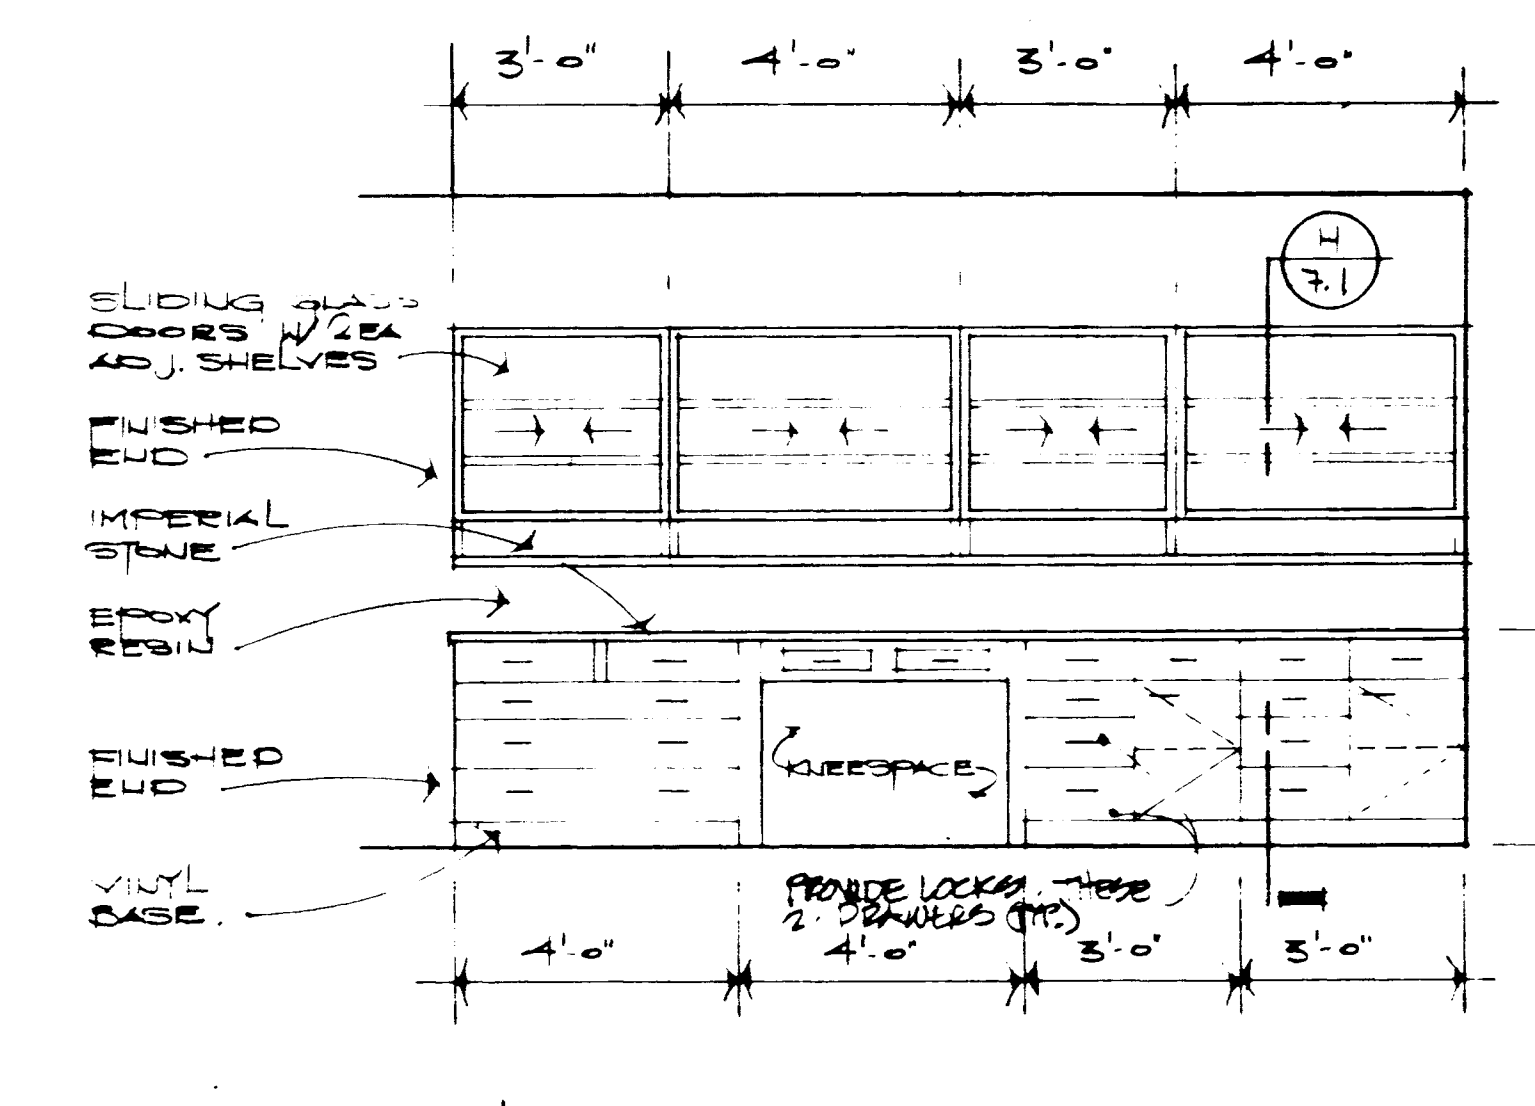 3'-0" 4'-0" 3'-0" 4'-0"
H
7.1
SLIDING GLASS
DOORS W/ 2EA
ADJ. SHELVES
FINISHED
END
IMPERIAL
STONE
EPOXY
RESIN
KNEESPACE
FINISHED
END
VINYL
BASE.
PROVIDE LOCKS, THESE
2. DRAWERS (TYP.)
4'-0" 4'-0" 3'-0" 3'-0"